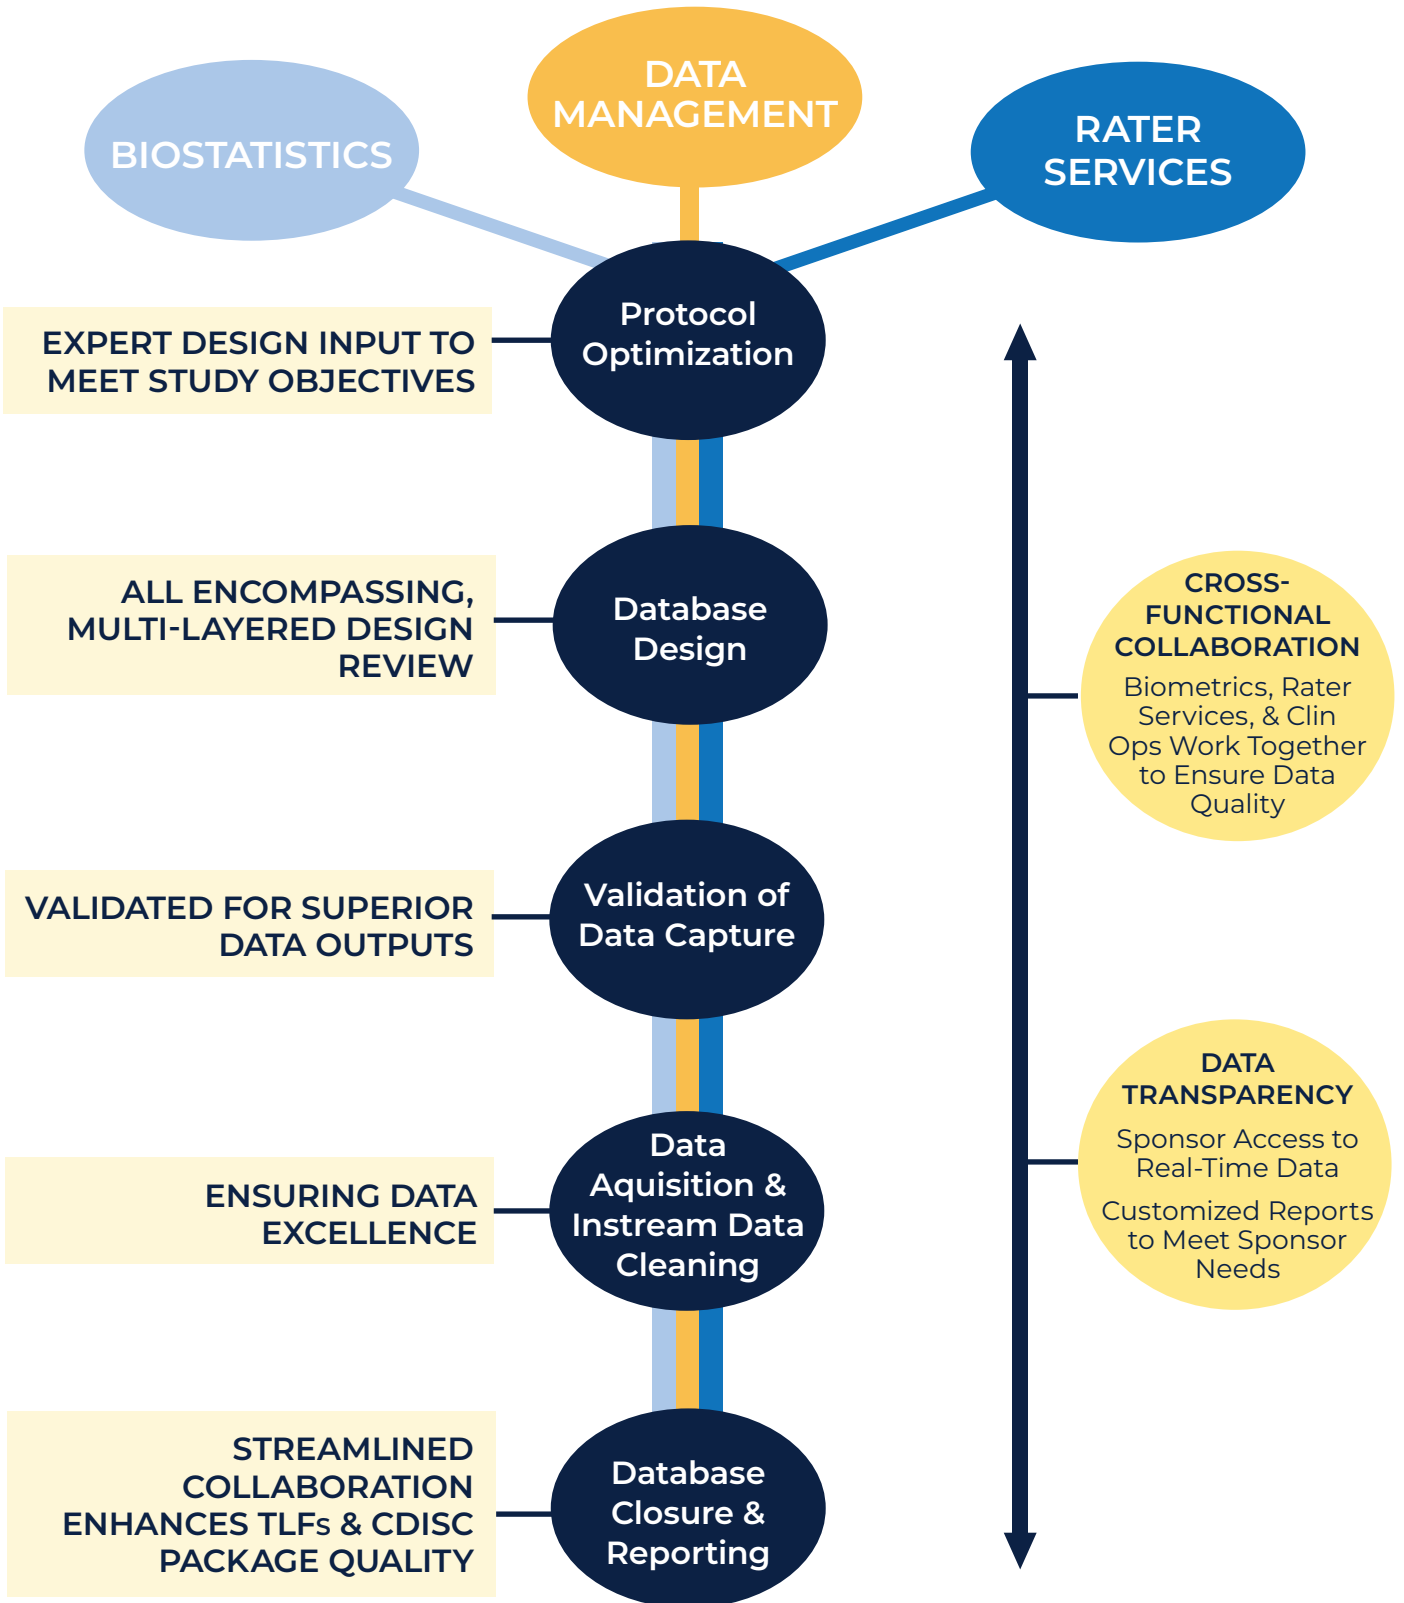 BIOSTATISTICS
DATA
MANAGEMENT
RATER
SERVICES
Protocol
Optimization
EXPERT DESIGN INPUT TO
MEET STUDY OBJECTIVES
Database
Design
ALL ENCOMPASSING,
MULTI-LAYERED DESIGN
REVIEW
CROSS-
FUNCTIONAL
COLLABORATION
Biometrics, Rater
Services, & Clin
Ops Work Together
to Ensure Data
Quality
Validation of
Data Capture
VALIDATED FOR SUPERIOR
DATA OUTPUTS
DATA
TRANSPARENCY
Sponsor Access to
Real-Time Data
Customized Reports
to Meet Sponsor
Needs
Data
Aquisition &
Instream Data
Cleaning
ENSURING DATA
EXCELLENCE
Database
Closure &
Reporting
STREAMLINED
COLLABORATION
ENHANCES TLFs & CDISC
PACKAGE QUALITY